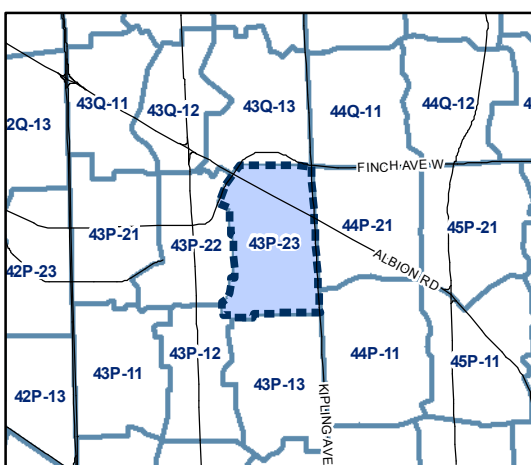 43Q-11
43Q-12
43Q-13
44Q-11
44Q-12
4
2Q-13
FINCH AVE W
43P-21
43P-22
43P-23
44P-21
45P-21
42P-23
ALBION RD
43P-12
44P-11
45P-11
43P-11
43P-13
42P-13
KIPLING AVE